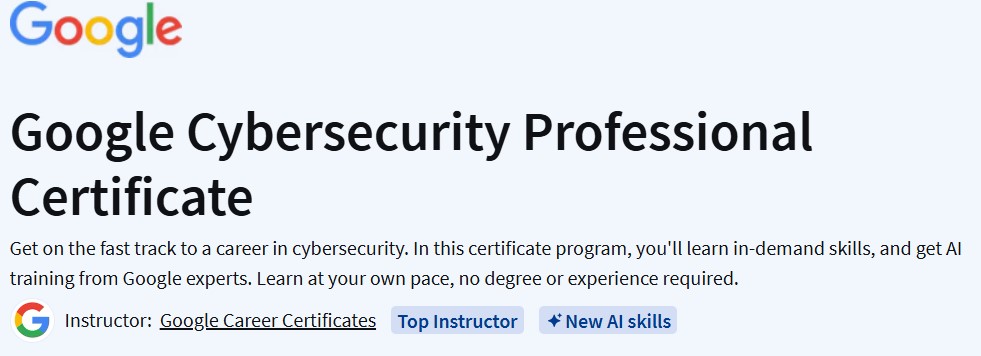 Google
Google Cybersecurity Professional
Certificate
Get on the fast track to a career in cybersecurity. In this certificate program, you'll learn in-demand skills, and get AI
training from Google experts. Learn at your own pace, no degree or experience required.
Instructor: Google Career Certificates Top Instructor New AI skills